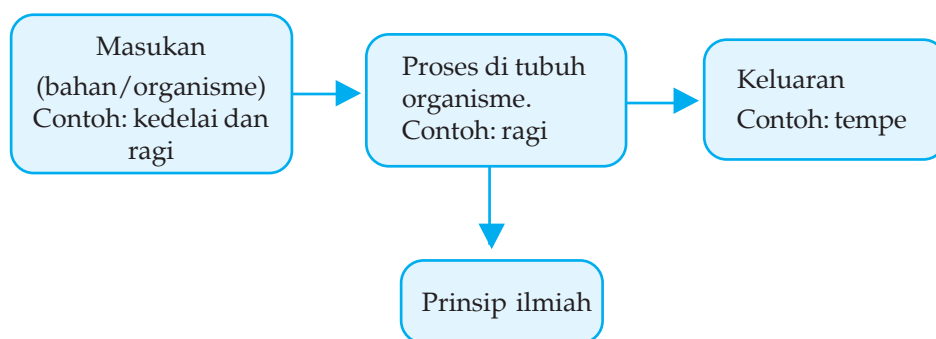 Masukan
(bahan/organisme)
Contoh: kedelai dan
ragi
Proses di tubuh
organisme.
Contoh: ragi
Keluaran
Contoh: tempe
Prinsip ilmiah